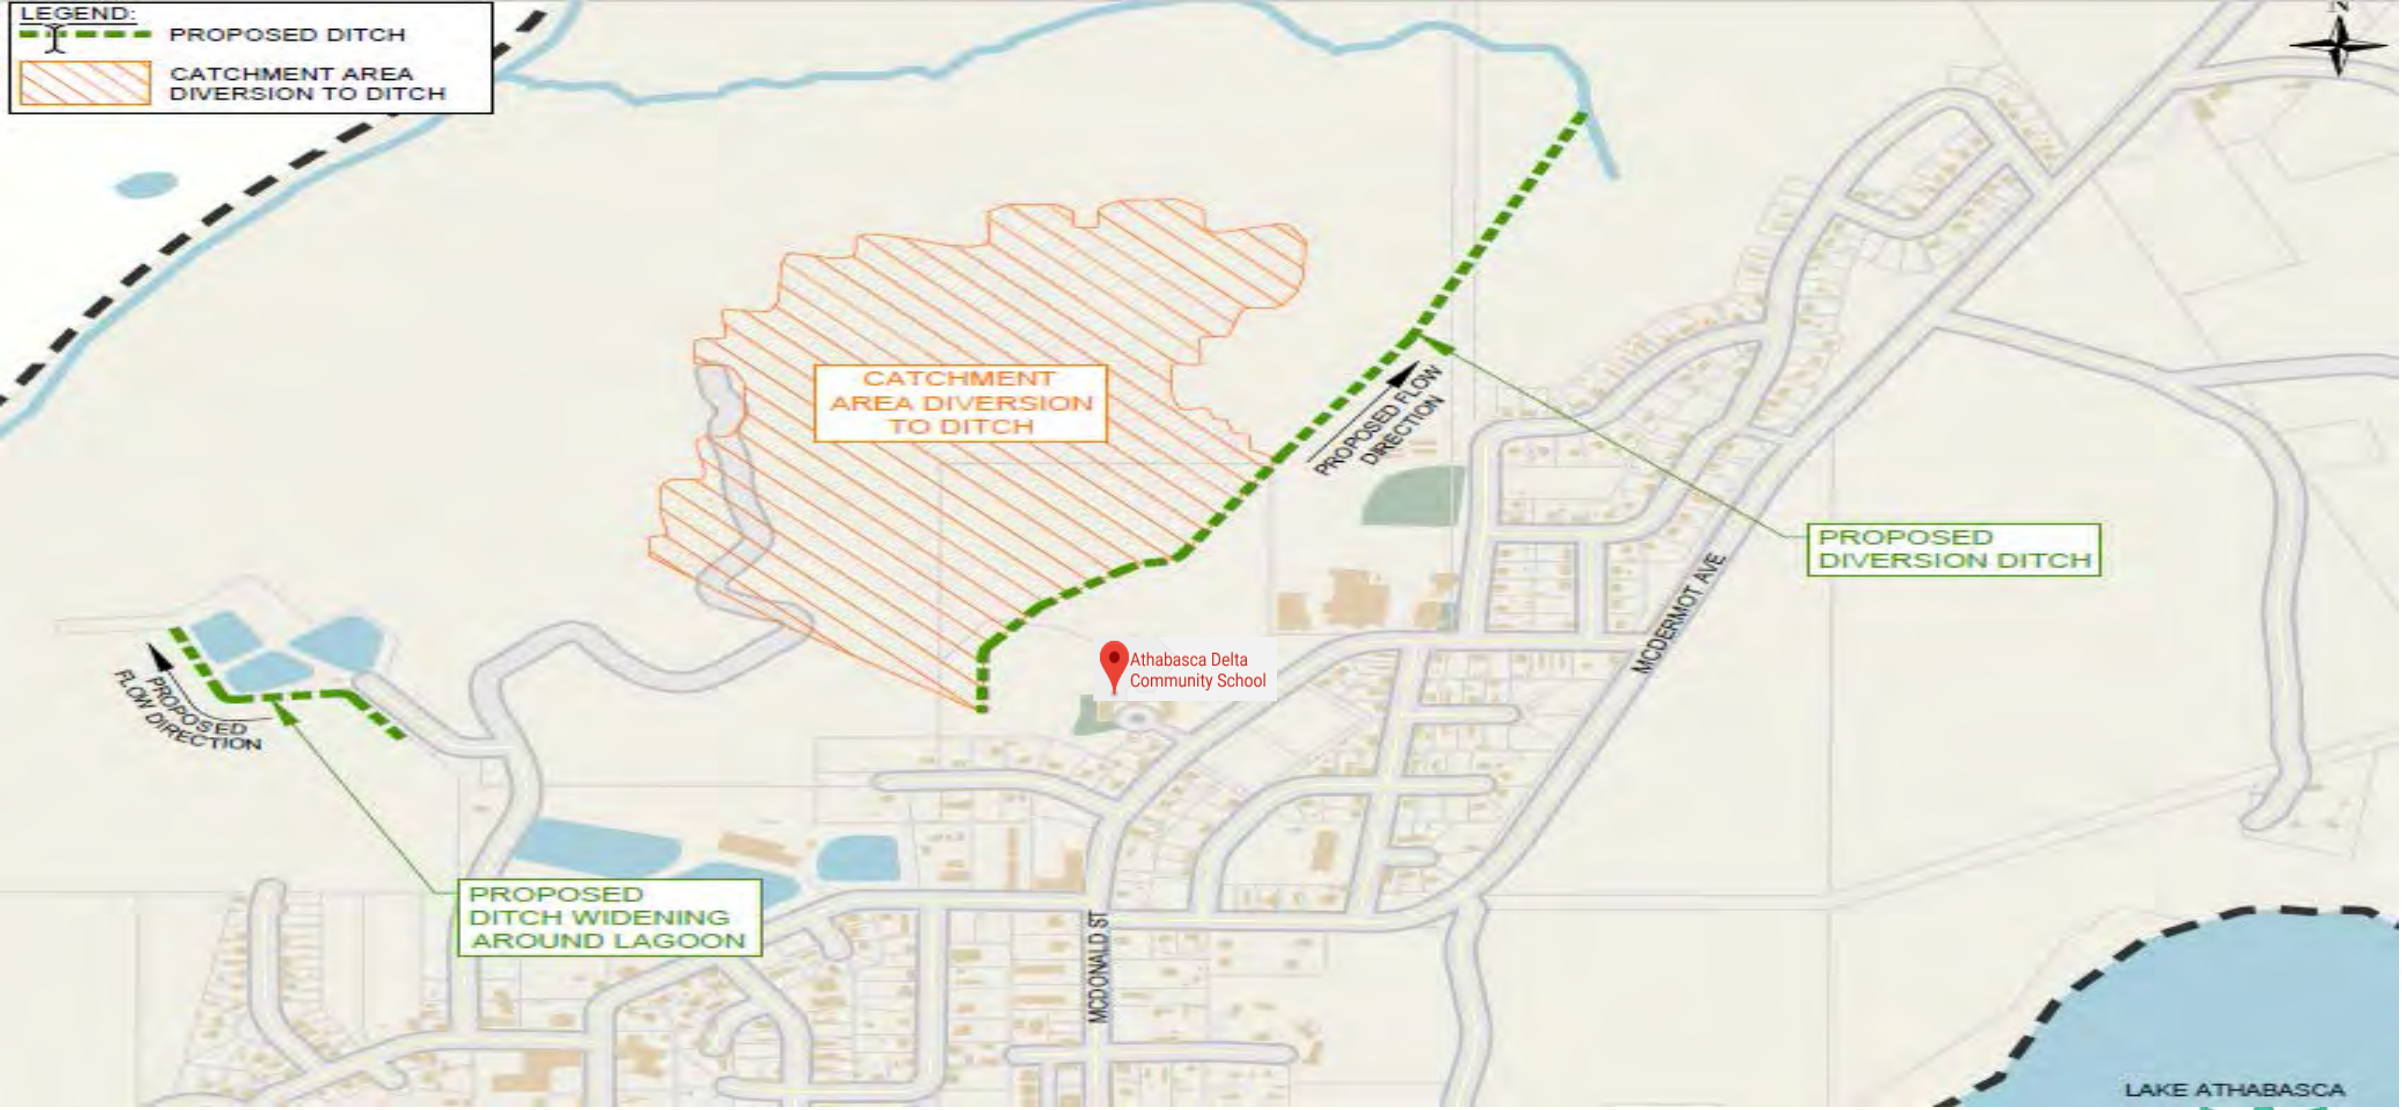 LEGEND:
PROPOSED DITCH
CATCHMENT AREA
DIVERSION TO DITCH
N
CATCHMENT
AREA DIVERSION
TO DITCH
PROPOSED FLOW
DIRECTION
PROPOSED
DIVERSION DITCH
MCDERMOT AVE
Athabasca Delta
Community School
PROPOSED
FLOW DIRECTION
PROPOSED
DITCH WIDENING
AROUND LAGOON
MCDONALD ST
LAKE ATHABASCA